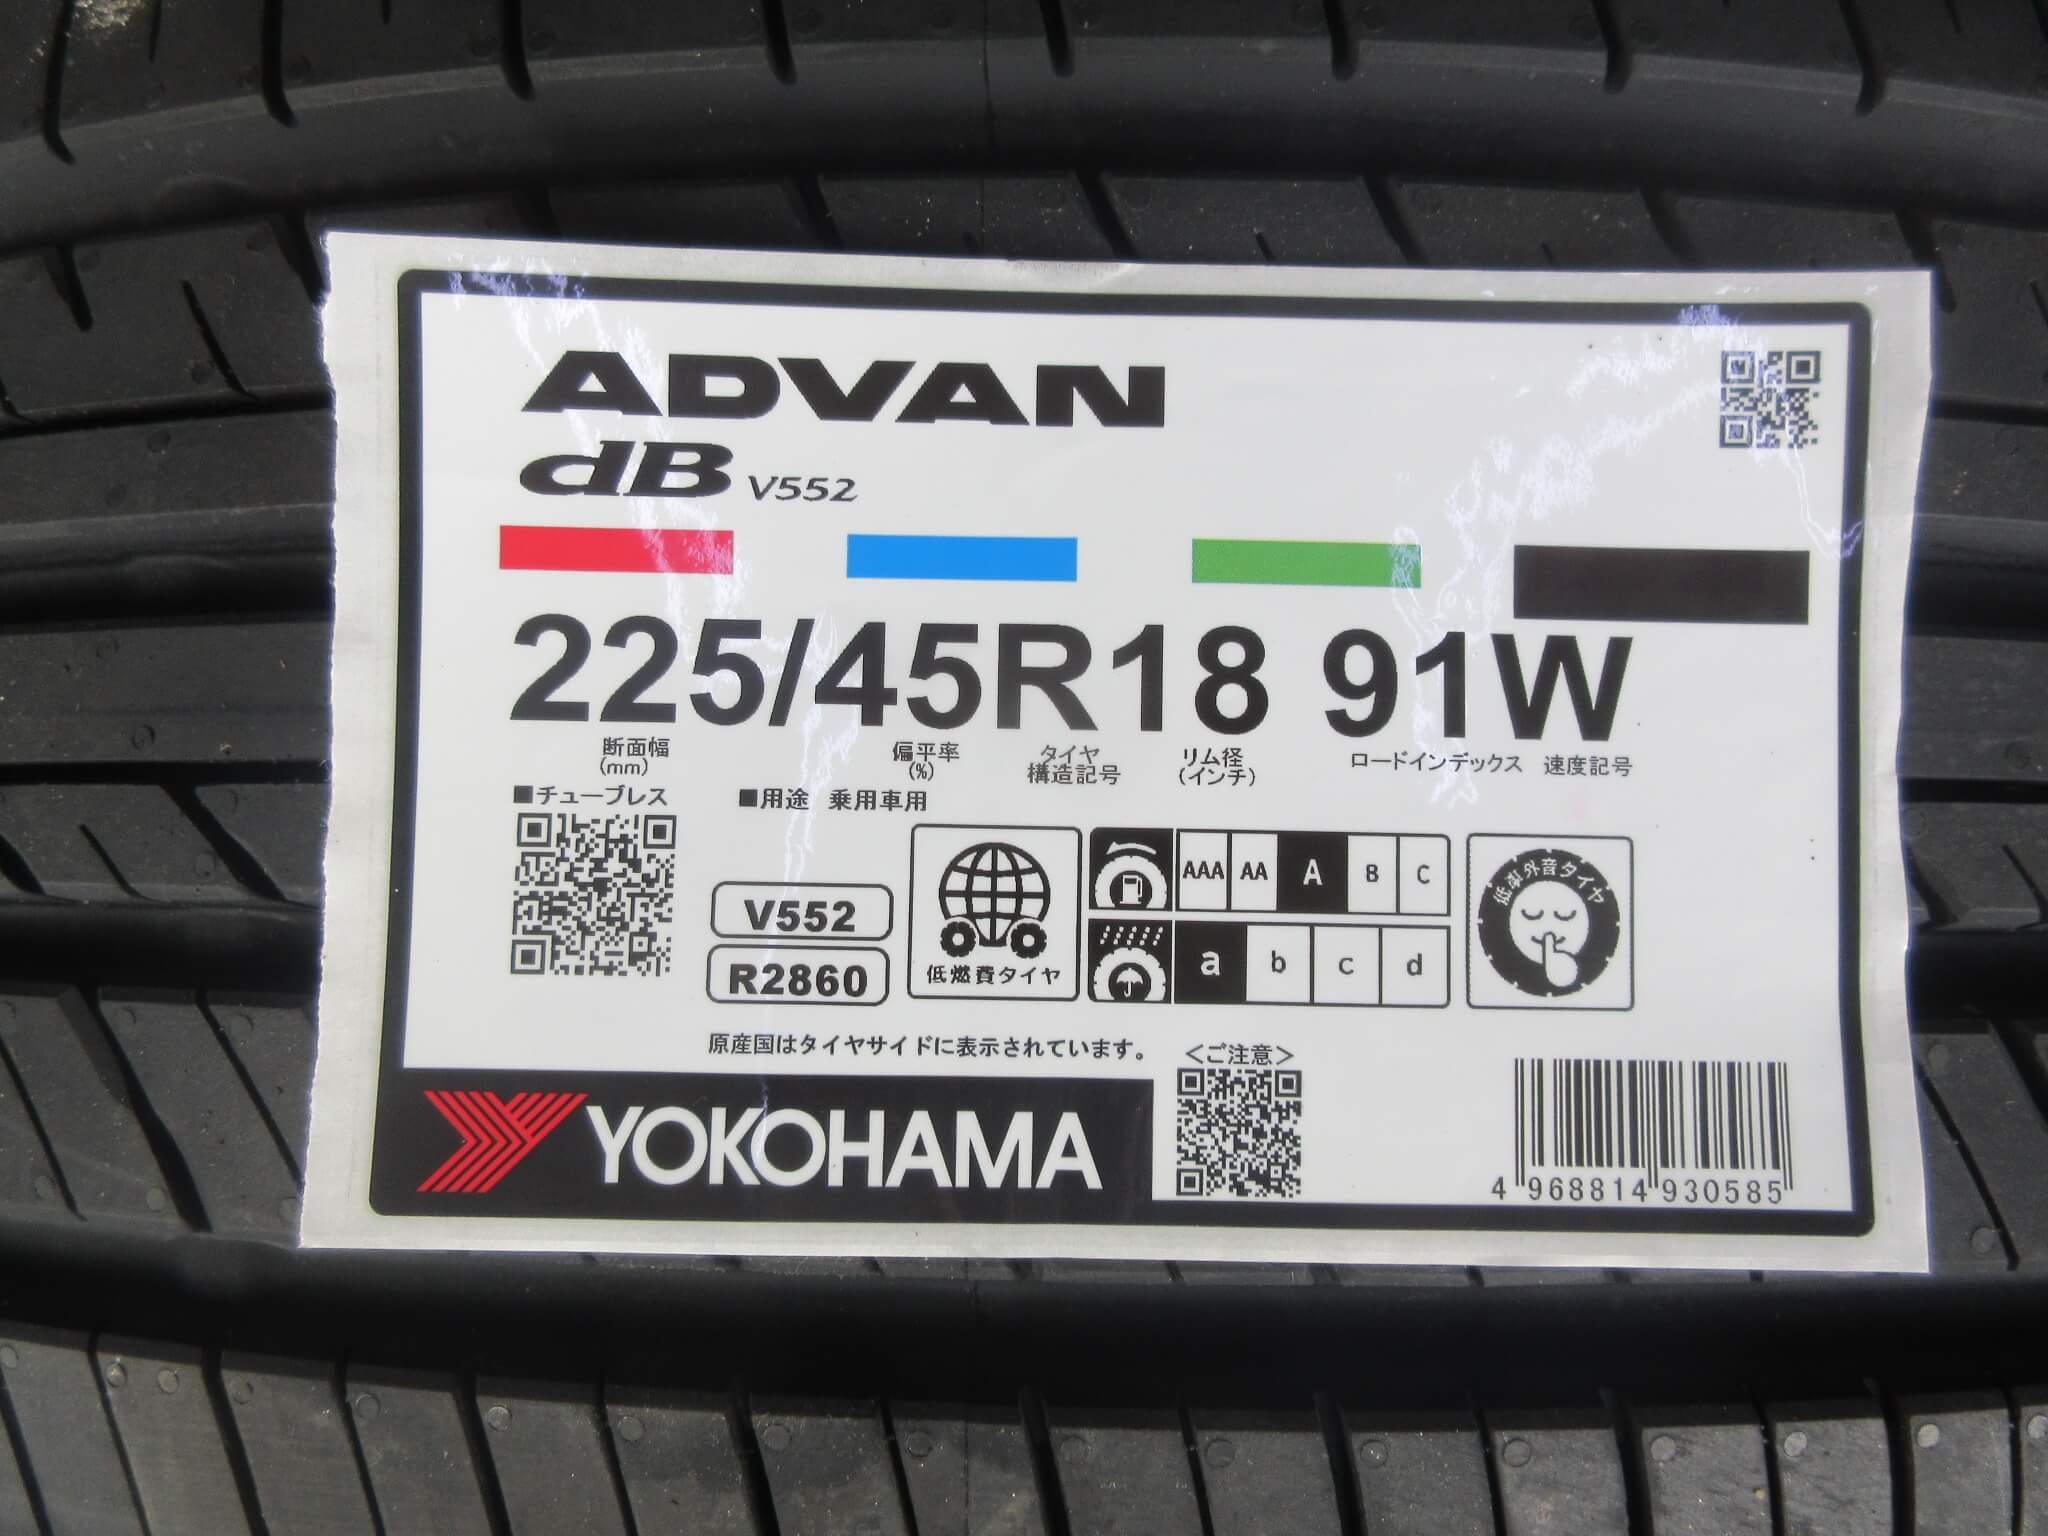 ADVAN
dB V552
225/45R18 91W
断面幅 偏平率 タイヤ リム径 ロードインデックス 速度記号
(mm) (%) 構造記号 (インチ)
■チューブレス ■用途 乗用車用
AAA AA A B C
低車外音タイヤ
V552
R2860
低燃費タイヤ
a b c d
原産国はタイヤサイドに表示されています。
<ご注意>
YOKOHAMA
4 968814 930585